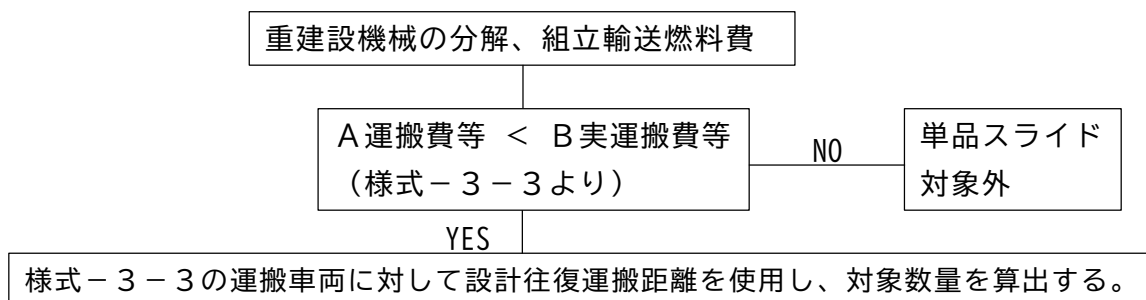 重建設機械の分解、組立輸送燃料費
A運搬費等 < B実運搬費等
(様式-3-3より)
NO
単品スライド
対象外
YES
様式-3-3の運搬車両に対して設計往復運搬距離を使用し、対象数量を算出する。